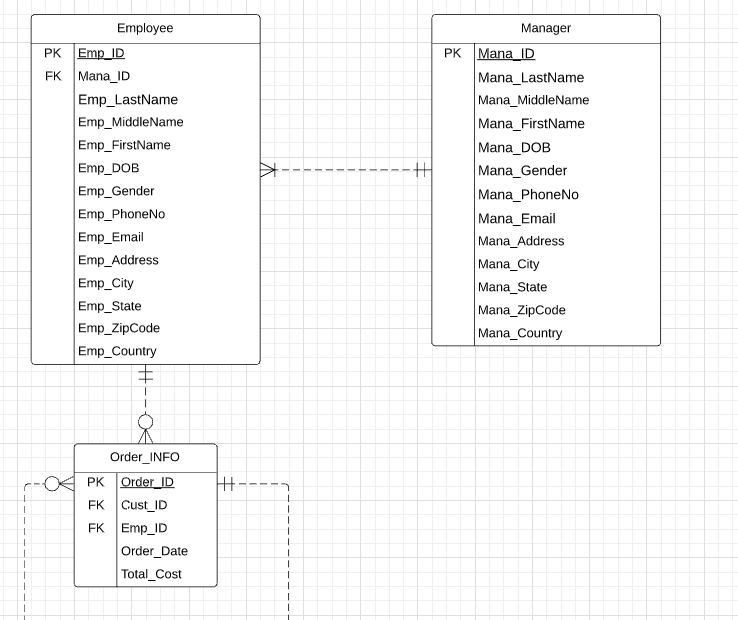 Employee
PK Emp_ID
FK Mana_ID
Emp_LastName
Emp_MiddleName
Emp_FirstName
Emp_DOB
Emp_Gender
Emp_PhoneNo
Emp_Email
Emp_Address
Emp_City
Emp_State
Emp_ZipCode
Emp_Country
Manager
PK Mana_ID
Mana_LastName
Mana_MiddleName
Mana_FirstName
Mana_DOB
Mana_Gender
Mana_PhoneNo
Mana_Email
Mana_Address
Mana_City
Mana_State
Mana_ZipCode
Mana_Country
Order_INFO
PK Order_ID
FK Cust_ID
FK Emp_ID
Order_Date
Total_Cost